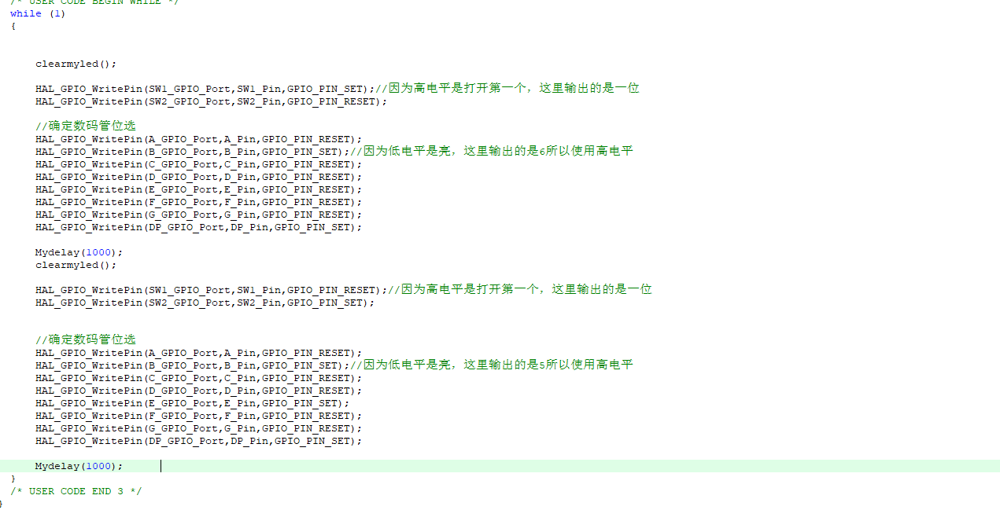 /* USER CODE BEGIN WHILE */
while (1)
{
clearmyled();
HAL_GPIO_WritePin(SW1_GPIO_Port,SW1_Pin,GPIO_PIN_SET);//因为高电平是打开第一个，这里输出的是一位
HAL_GPIO_WritePin(SW2_GPIO_Port,SW2_Pin,GPIO_PIN_RESET);
//确定数码管位选
HAL_GPIO_WritePin(A_GPIO_Port,A_Pin,GPIO_PIN_RESET);
HAL_GPIO_WritePin(B_GPIO_Port,B_Pin,GPIO_PIN_SET);//因为低电平是亮，这里输出的是6所以使用高电平
HAL_GPIO_WritePin(C_GPIO_Port,C_Pin,GPIO_PIN_RESET);
HAL_GPIO_WritePin(D_GPIO_Port,D_Pin,GPIO_PIN_RESET);
HAL_GPIO_WritePin(E_GPIO_Port,E_Pin,GPIO_PIN_RESET);
HAL_GPIO_WritePin(F_GPIO_Port,F_Pin,GPIO_PIN_RESET);
HAL_GPIO_WritePin(G_GPIO_Port,G_Pin,GPIO_PIN_RESET);
HAL_GPIO_WritePin(DP_GPIO_Port,DP_Pin,GPIO_PIN_SET);
Mydelay(1000);
clearmyled();
HAL_GPIO_WritePin(SW1_GPIO_Port,SW1_Pin,GPIO_PIN_RESET);//因为高电平是打开第一个，这里输出的是一位
HAL_GPIO_WritePin(SW2_GPIO_Port,SW2_Pin,GPIO_PIN_SET);
//确定数码管位选
HAL_GPIO_WritePin(A_GPIO_Port,A_Pin,GPIO_PIN_RESET);
HAL_GPIO_WritePin(B_GPIO_Port,B_Pin,GPIO_PIN_SET);//因为低电平是亮，这里输出的是5所以使用高电平
HAL_GPIO_WritePin(C_GPIO_Port,C_Pin,GPIO_PIN_RESET);
HAL_GPIO_WritePin(D_GPIO_Port,D_Pin,GPIO_PIN_RESET);
HAL_GPIO_WritePin(E_GPIO_Port,E_Pin,GPIO_PIN_SET);
HAL_GPIO_WritePin(F_GPIO_Port,F_Pin,GPIO_PIN_RESET);
HAL_GPIO_WritePin(G_GPIO_Port,G_Pin,GPIO_PIN_RESET);
HAL_GPIO_WritePin(DP_GPIO_Port,DP_Pin,GPIO_PIN_SET);
Mydelay(1000);
}
/* USER CODE END 3 */
}